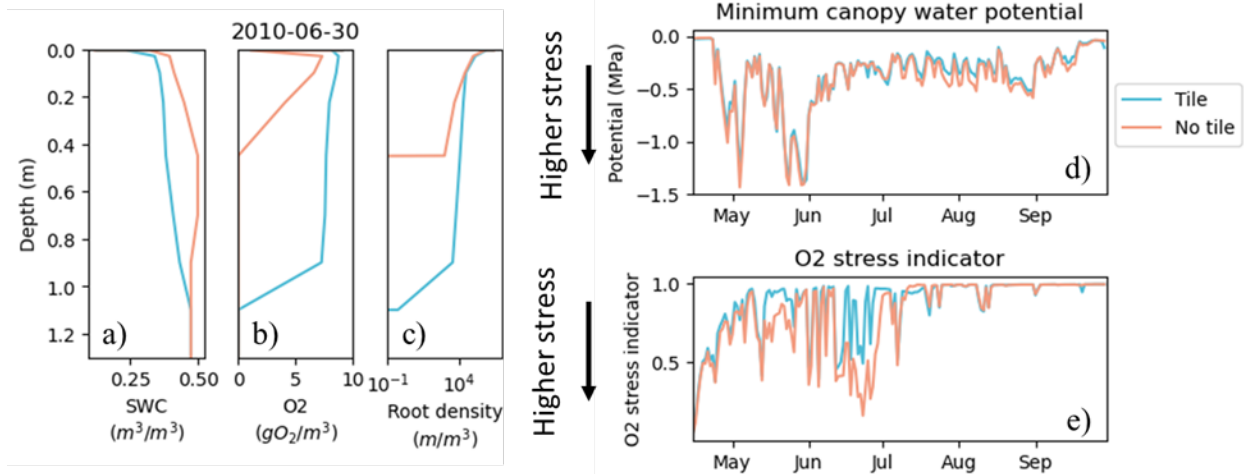 2010-06-30
0.0
0.2
0.4
0.6
0.8
1.0
1.2
Depth (m)
a)
b)
c)
0.25 0.50
SWC
(m³/m³)
0 5 10
O2
(gO₂/m³)
10⁻¹ 10⁴
Root density
(m/m³)
Higher stress
Higher stress
Minimum canopy water potential
0.0
−0.5
−1.0
−1.5
Potential (MPa)
d)
May Jun Jul Aug Sep
Tile
No tile
O2 stress indicator
1.0
0.5
O2 stress indicator
e)
May Jun Jul Aug Sep